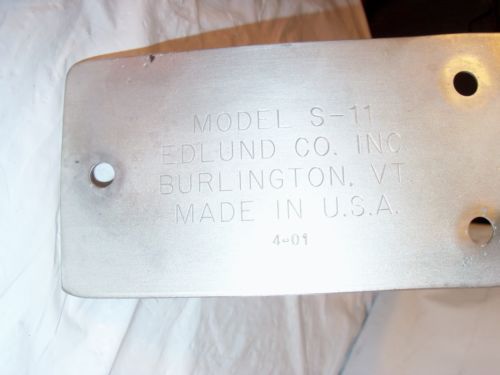 MODEL S-11
EDLUND CO. INC
BURLINGTON, VT.
MADE IN U.S.A.
4-01